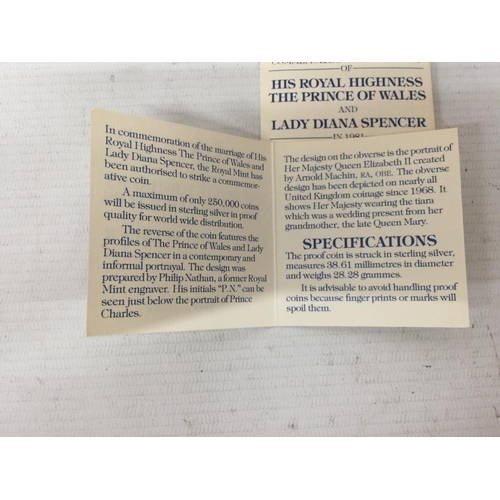 OF
HIS ROYAL HIGHNESS
THE PRINCE OF WALES
AND
LADY DIANA SPENCER
IN 1981
In commemoration of the marriage of His
Royal Highness The Prince of Wales and
Lady Diana Spencer, the Royal Mint has
been authorised to strike a commemor-
ative coin.
A maximum of only 250,000 coins
will be issued in sterling silver in proof
quality for world wide distribution.
The reverse of the coin features the
profiles of The Prince of Wales and Lady
Diana Spencer in a contemporary and
informal portrayal. The design was
prepared by Philip Nathan, a former Royal
Mint engraver. His initials "P.N." can be
seen just below the portrait of Prince
Charles.
The design on the obverse is the portrait of
Her Majesty Queen Elizabeth II created
by Arnold Machin, RA, OBE. The obverse
design has been depicted on nearly all
United Kingdom coinage since 1968. It
shows Her Majesty wearing the tiara
which was a wedding present from her
grandmother, the late Queen Mary.
SPECIFICATIONS
The proof coin is struck in sterling silver,
measures 38.61 millimetres in diameter
and weighs 28.28 grammes.
It is advisable to avoid handling proof
coins because finger prints or marks will
spoil them.